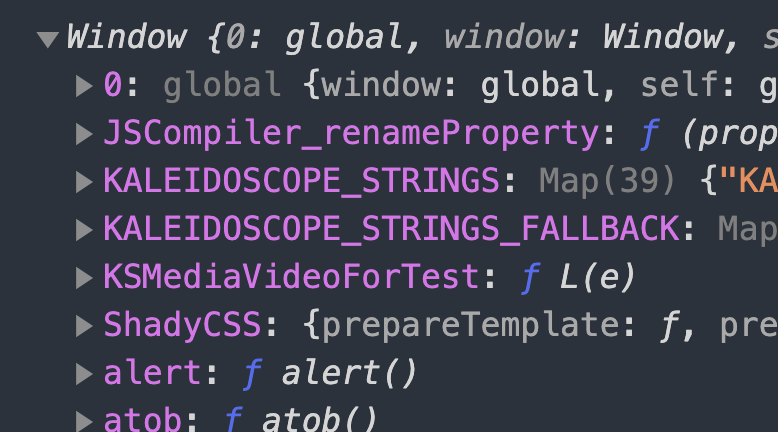 Window {0: global, window: Window, s
0: global {window: global, self: g
JSCompiler_renameProperty: ƒ (prop
KALEIDOSCOPE_STRINGS: Map(39) {"KA
KALEIDOSCOPE_STRINGS_FALLBACK: Map
KSMediaVideoForTest: ƒ L(e)
ShadyCSS: {prepareTemplate: ƒ, pre
alert: ƒ alert()
atob: ƒ atob()